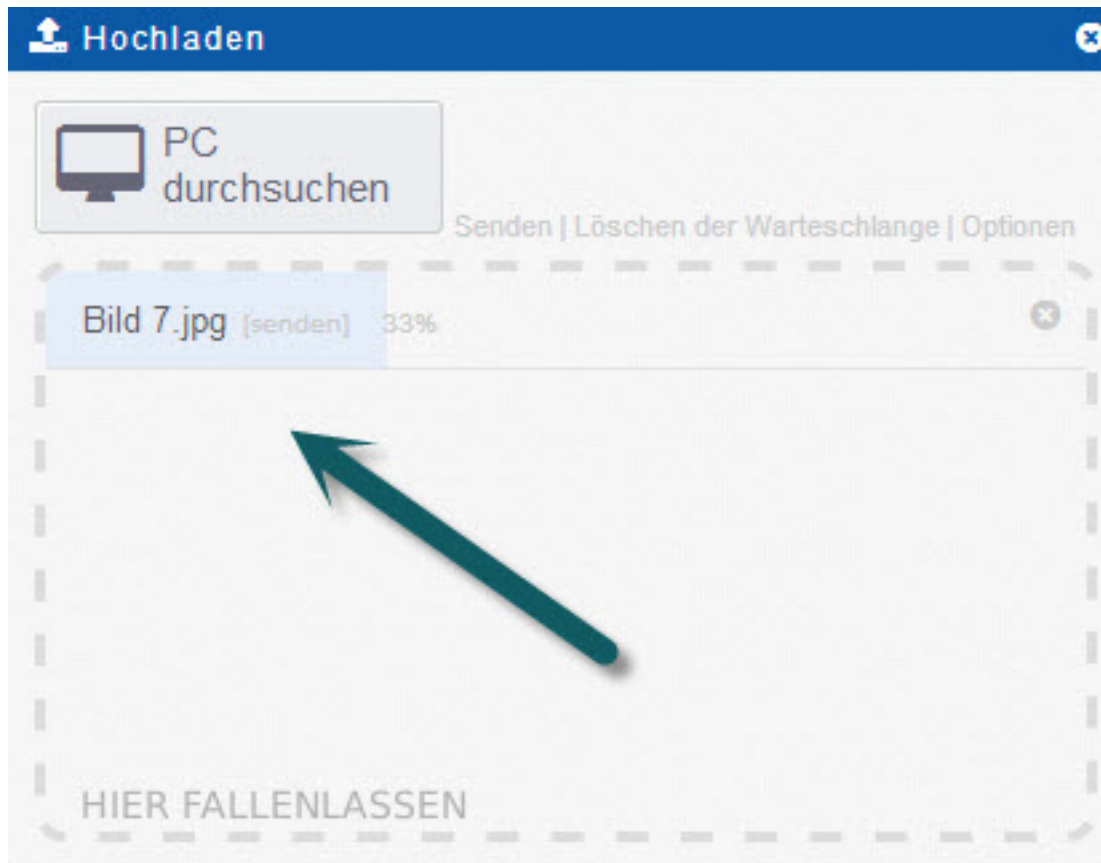 Hochladen
PC
durchsuchen
Senden | Löschen der Warteschlange | Optionen
Bild 7.jpg [senden] 33%
HIER FALLENLASSEN